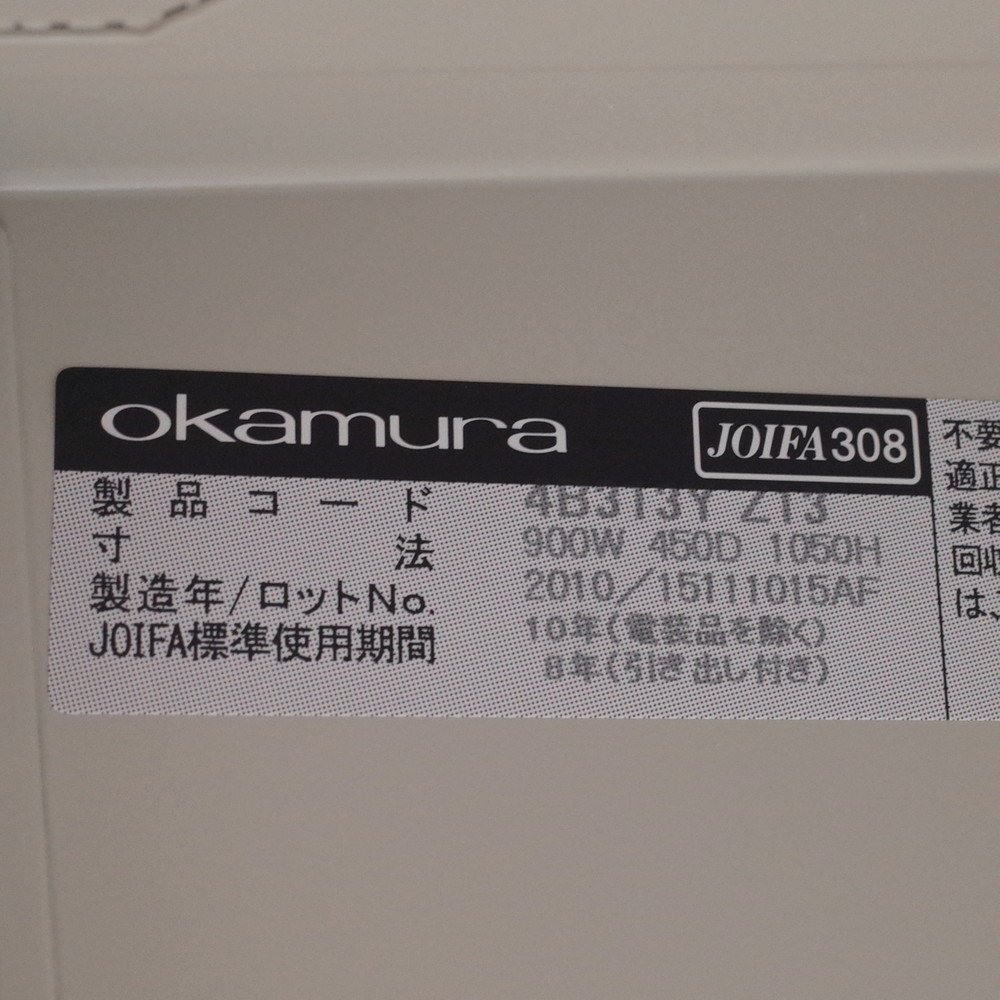 okamura JOIFA308
製品コード 4B3T3Y ZT3
寸法 900W 450D 1050H
製造年/ロットNo. 2010/15111015A-
JOIFA標準使用期間 10年(電装品を除く)
8年(引き出し付き)
不要
適正
業者
回収
は、